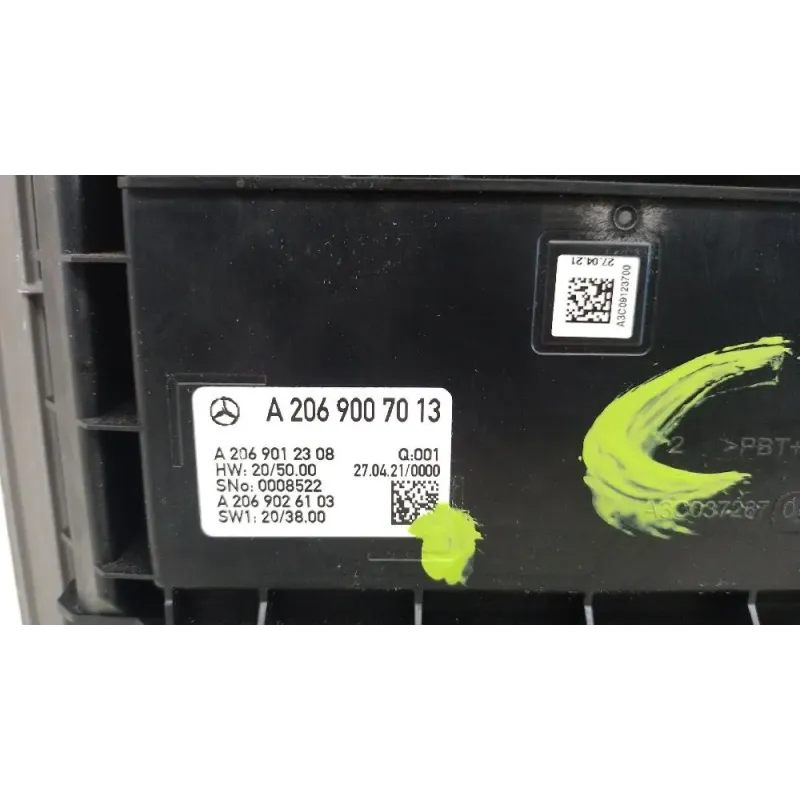 27.04.21
A3C09123700
A 206 900 70 13
A 206 901 23 08 Q:001
HW: 20/50.00 27.04.21/0000
SNo: 0008522
A 206 902 61 03
SW1: 20/38.00
2 >PBT+